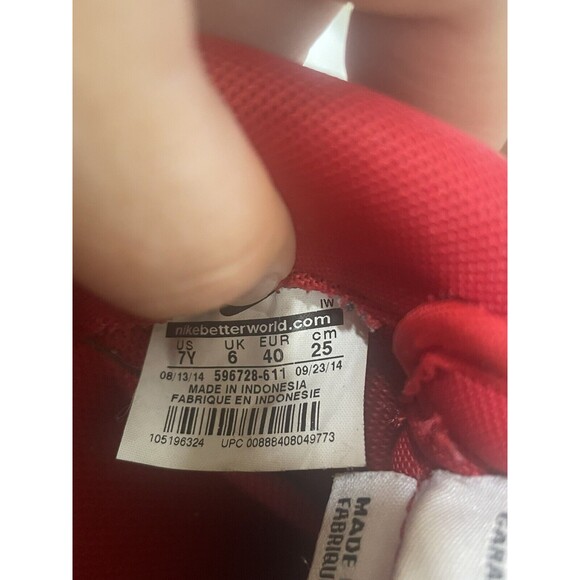 IW
nikebetterworld.com
US UK EUR cm
7Y 6 40 25
08/13/14 596728-611 09/23/14
MADE IN INDONESIA
FABRIQUE EN INDONESIE
105196324 UPC 00888408049773
MADE
FABRIQU
CARA